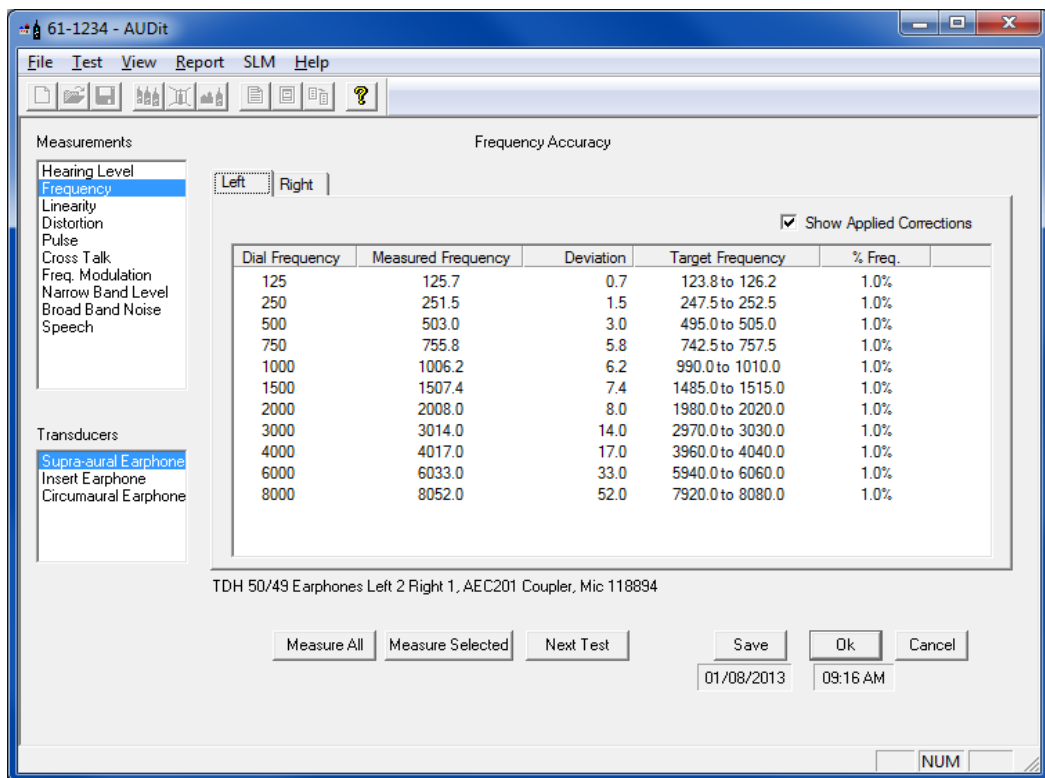 61-1234 - AUDit
File Test View Report SLM Help
Measurements
Frequency Accuracy
Hearing Level
Frequency
Linearity
Distortion
Pulse
Cross Talk
Freq. Modulation
Narrow Band Level
Broad Band Noise
Speech
Left Right
Show Applied Corrections
Dial Frequency Measured Frequency Deviation Target Frequency % Freq.
125 125.7 0.7 123.8 to 126.2 1.0%
250 251.5 1.5 247.5 to 252.5 1.0%
500 503.0 3.0 495.0 to 505.0 1.0%
750 755.8 5.8 742.5 to 757.5 1.0%
1000 1006.2 6.2 990.0 to 1010.0 1.0%
1500 1507.4 7.4 1485.0 to 1515.0 1.0%
2000 2008.0 8.0 1980.0 to 2020.0 1.0%
3000 3014.0 14.0 2970.0 to 3030.0 1.0%
4000 4017.0 17.0 3960.0 to 4040.0 1.0%
6000 6033.0 33.0 5940.0 to 6060.0 1.0%
8000 8052.0 52.0 7920.0 to 8080.0 1.0%
Transducers
Supra-aural Earphone
Insert Earphone
Circumaural Earphone
TDH 50/49 Earphones Left 2 Right 1, AEC201 Coupler, Mic 118894
Measure All Measure Selected Next Test Save Ok Cancel
01/08/2013 09:16 AM
NUM